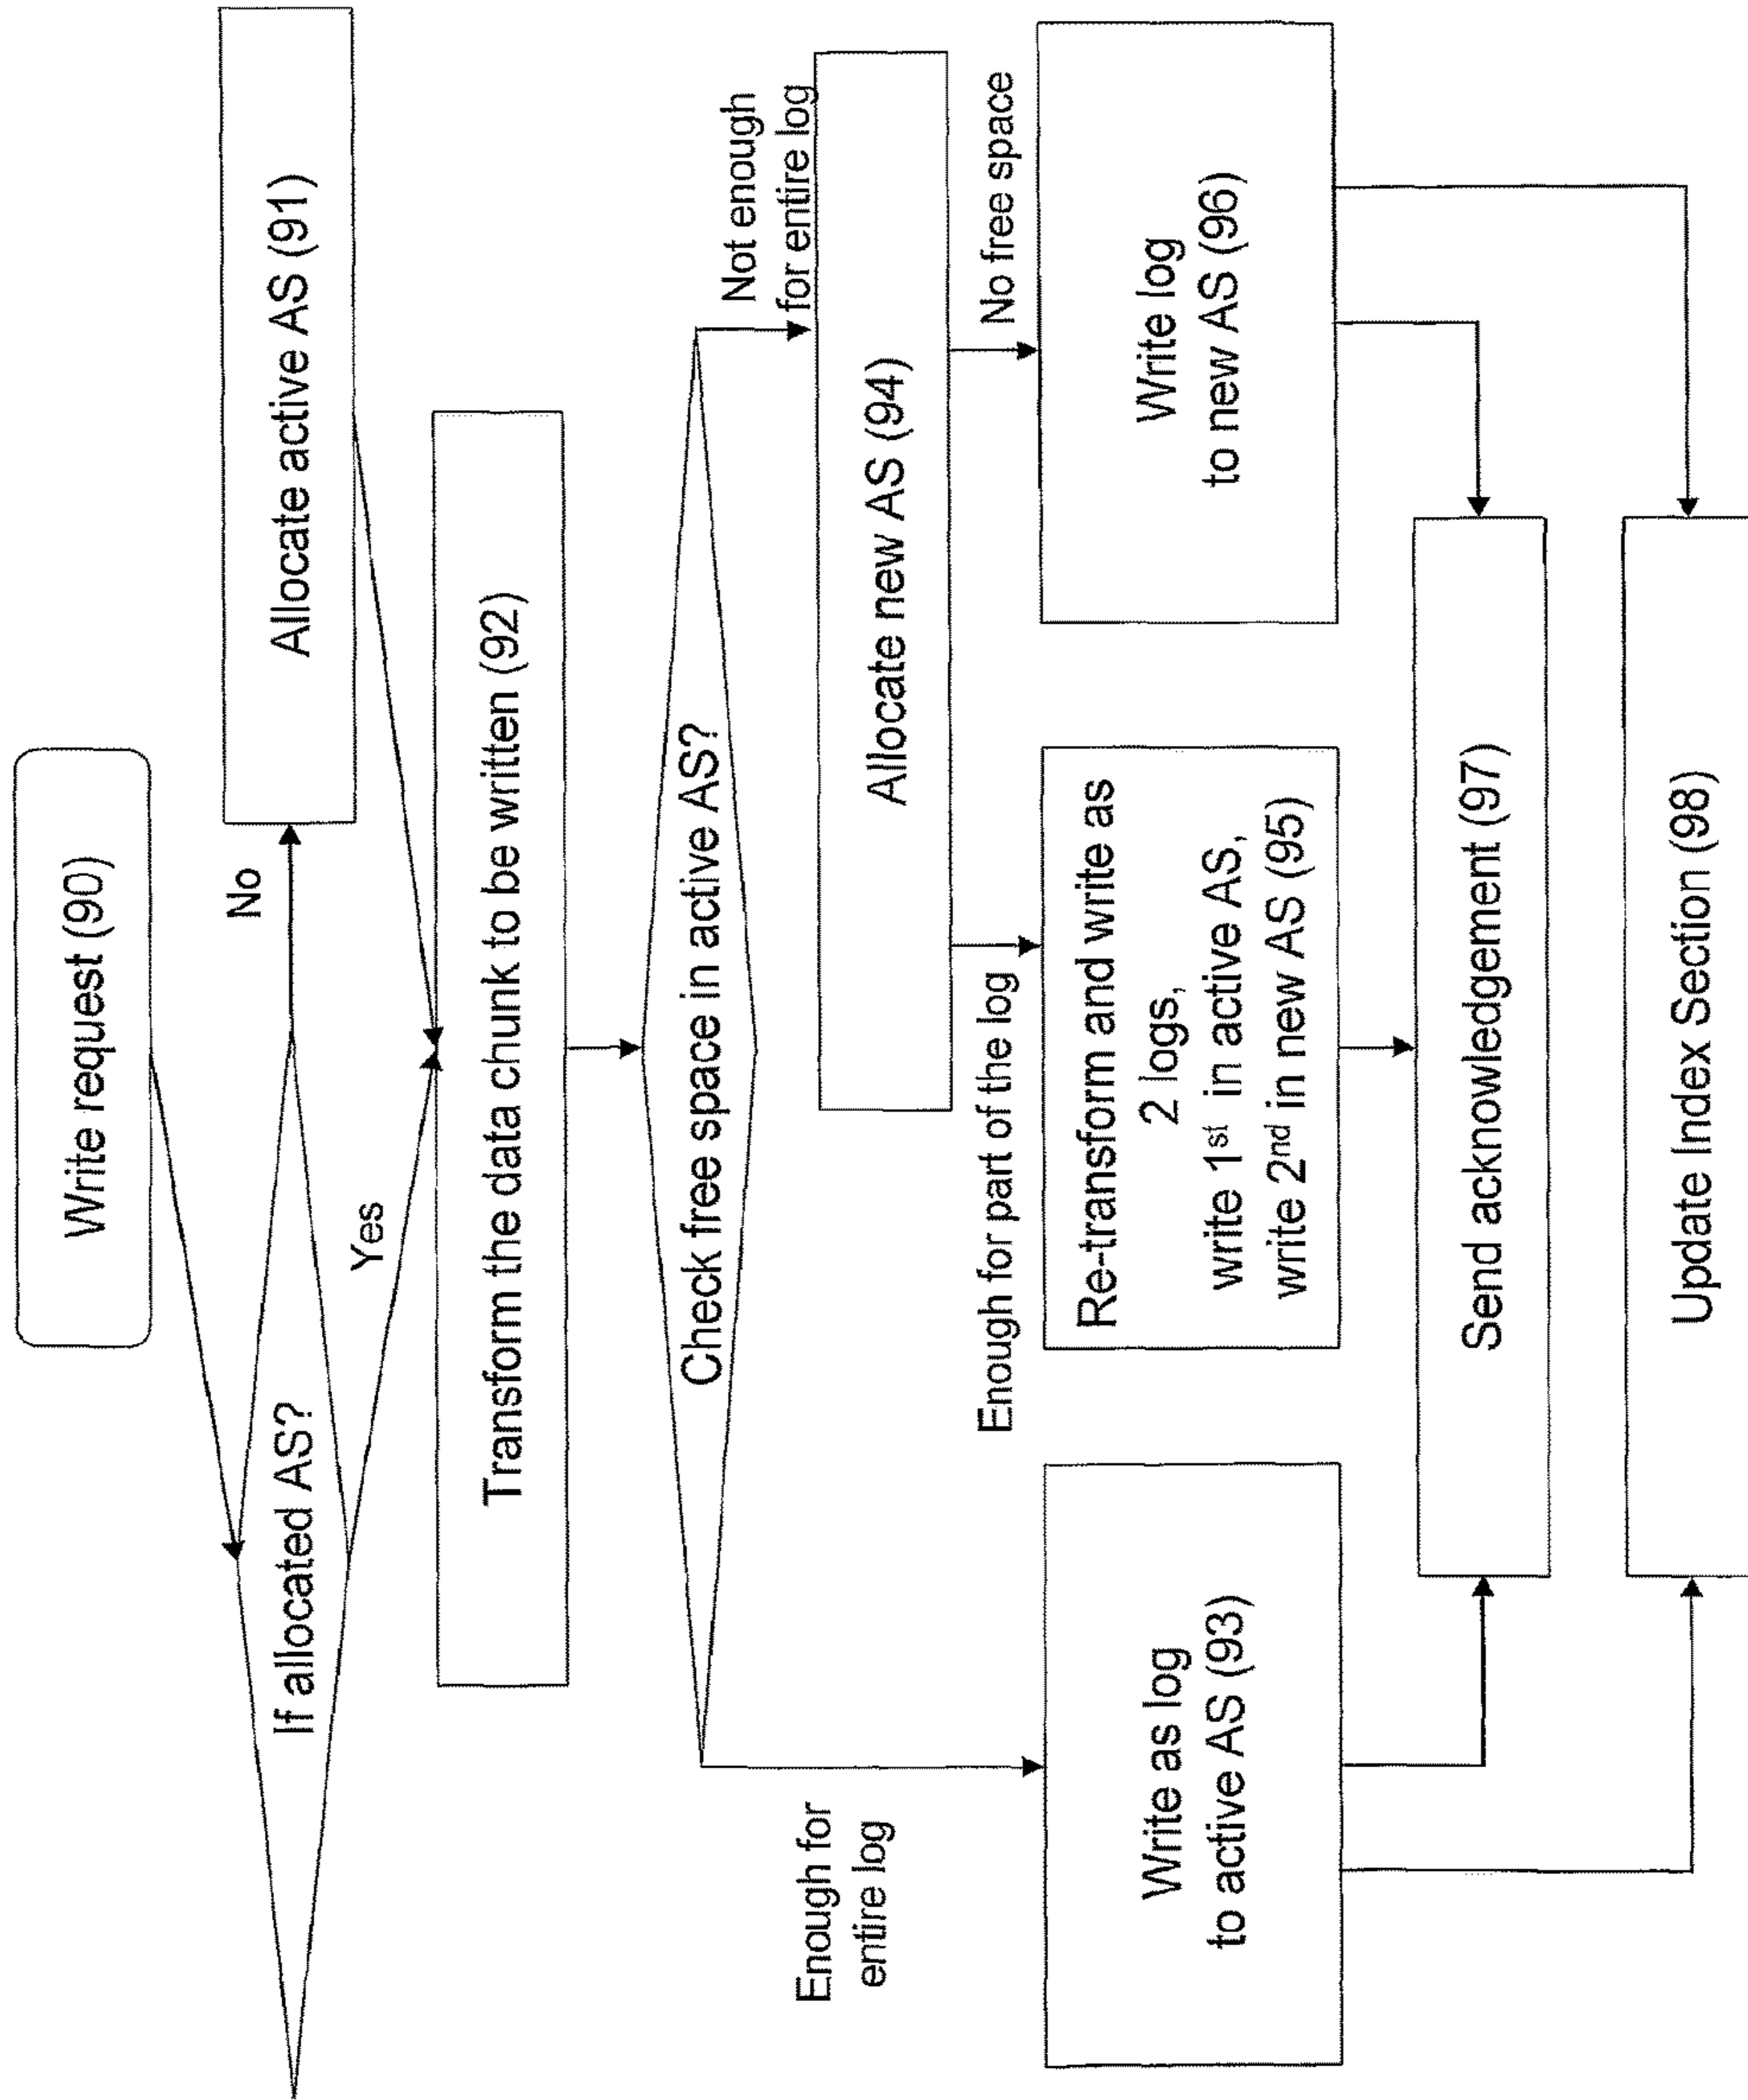 Write request (90)
If allocated AS?
No
Allocate active AS (91)
Yes
Transform the data chunk to be written (92)
Check free space in active AS?
Enough for
entire log
Not enough
for entire log
Allocate new AS (94)
Enough for part of the log
No free space
Write as log
to active AS (93)
Re-transform and write as
2 logs,
write 1st in active AS,
write 2nd in new AS (95)
Write log
to new AS (96)
Send acknowledgement (97)
Update Index Section (98)